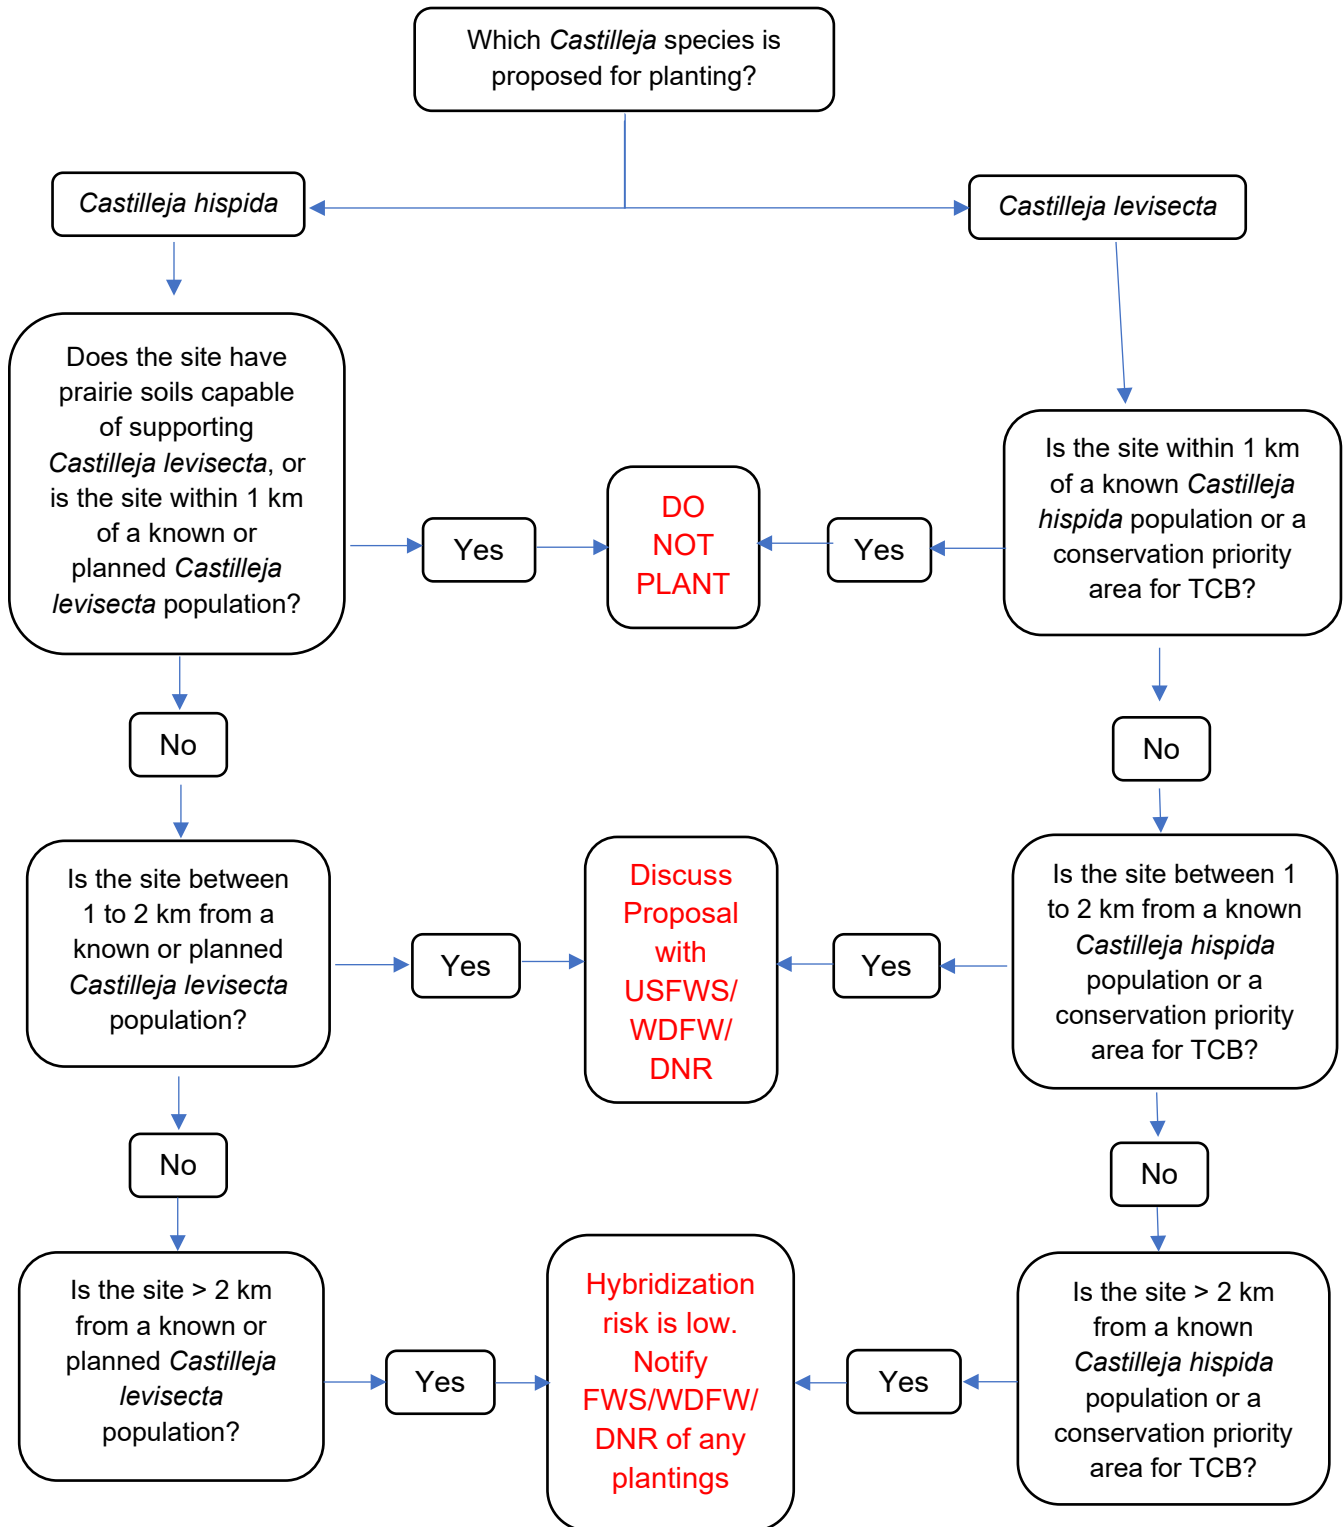 Which Castilleja species is
proposed for planting?
Castilleja hispida
Castilleja levisecta
Does the site have
prairie soils capable
of supporting
Castilleja levisecta, or
is the site within 1 km
of a known or
planned Castilleja
levisecta population?
Yes
DO
NOT
PLANT
Yes
Is the site within 1 km
of a known Castilleja
hispida population or a
conservation priority
area for TCB?
No
No
Is the site between
1 to 2 km from a
known or planned
Castilleja levisecta
population?
Yes
Discuss
Proposal
with
USFWS/
WDFW/
DNR
Yes
Is the site between 1
to 2 km from a known
Castilleja hispida
population or a
conservation priority
area for TCB?
No
No
Is the site > 2 km
from a known or
planned Castilleja
levisecta
population?
Yes
Hybridization
risk is low.
Notify
FWS/WDFW/
DNR of any
plantings
Yes
Is the site > 2 km
from a known
Castilleja hispida
population or a
conservation priority
area for TCB?